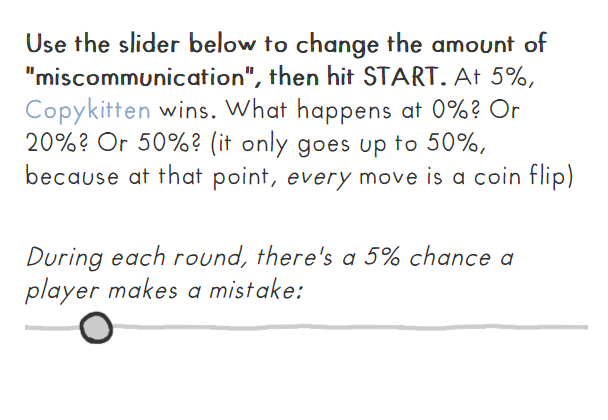 Use the slider below to change the amount of
"miscommunication", then hit START. At 5%,
Copykitten wins. What happens at 0%? Or
20%? Or 50%? (it only goes up to 50%,
because at that point, every move is a coin flip)
During each round, there's a 5% chance a
player makes a mistake: